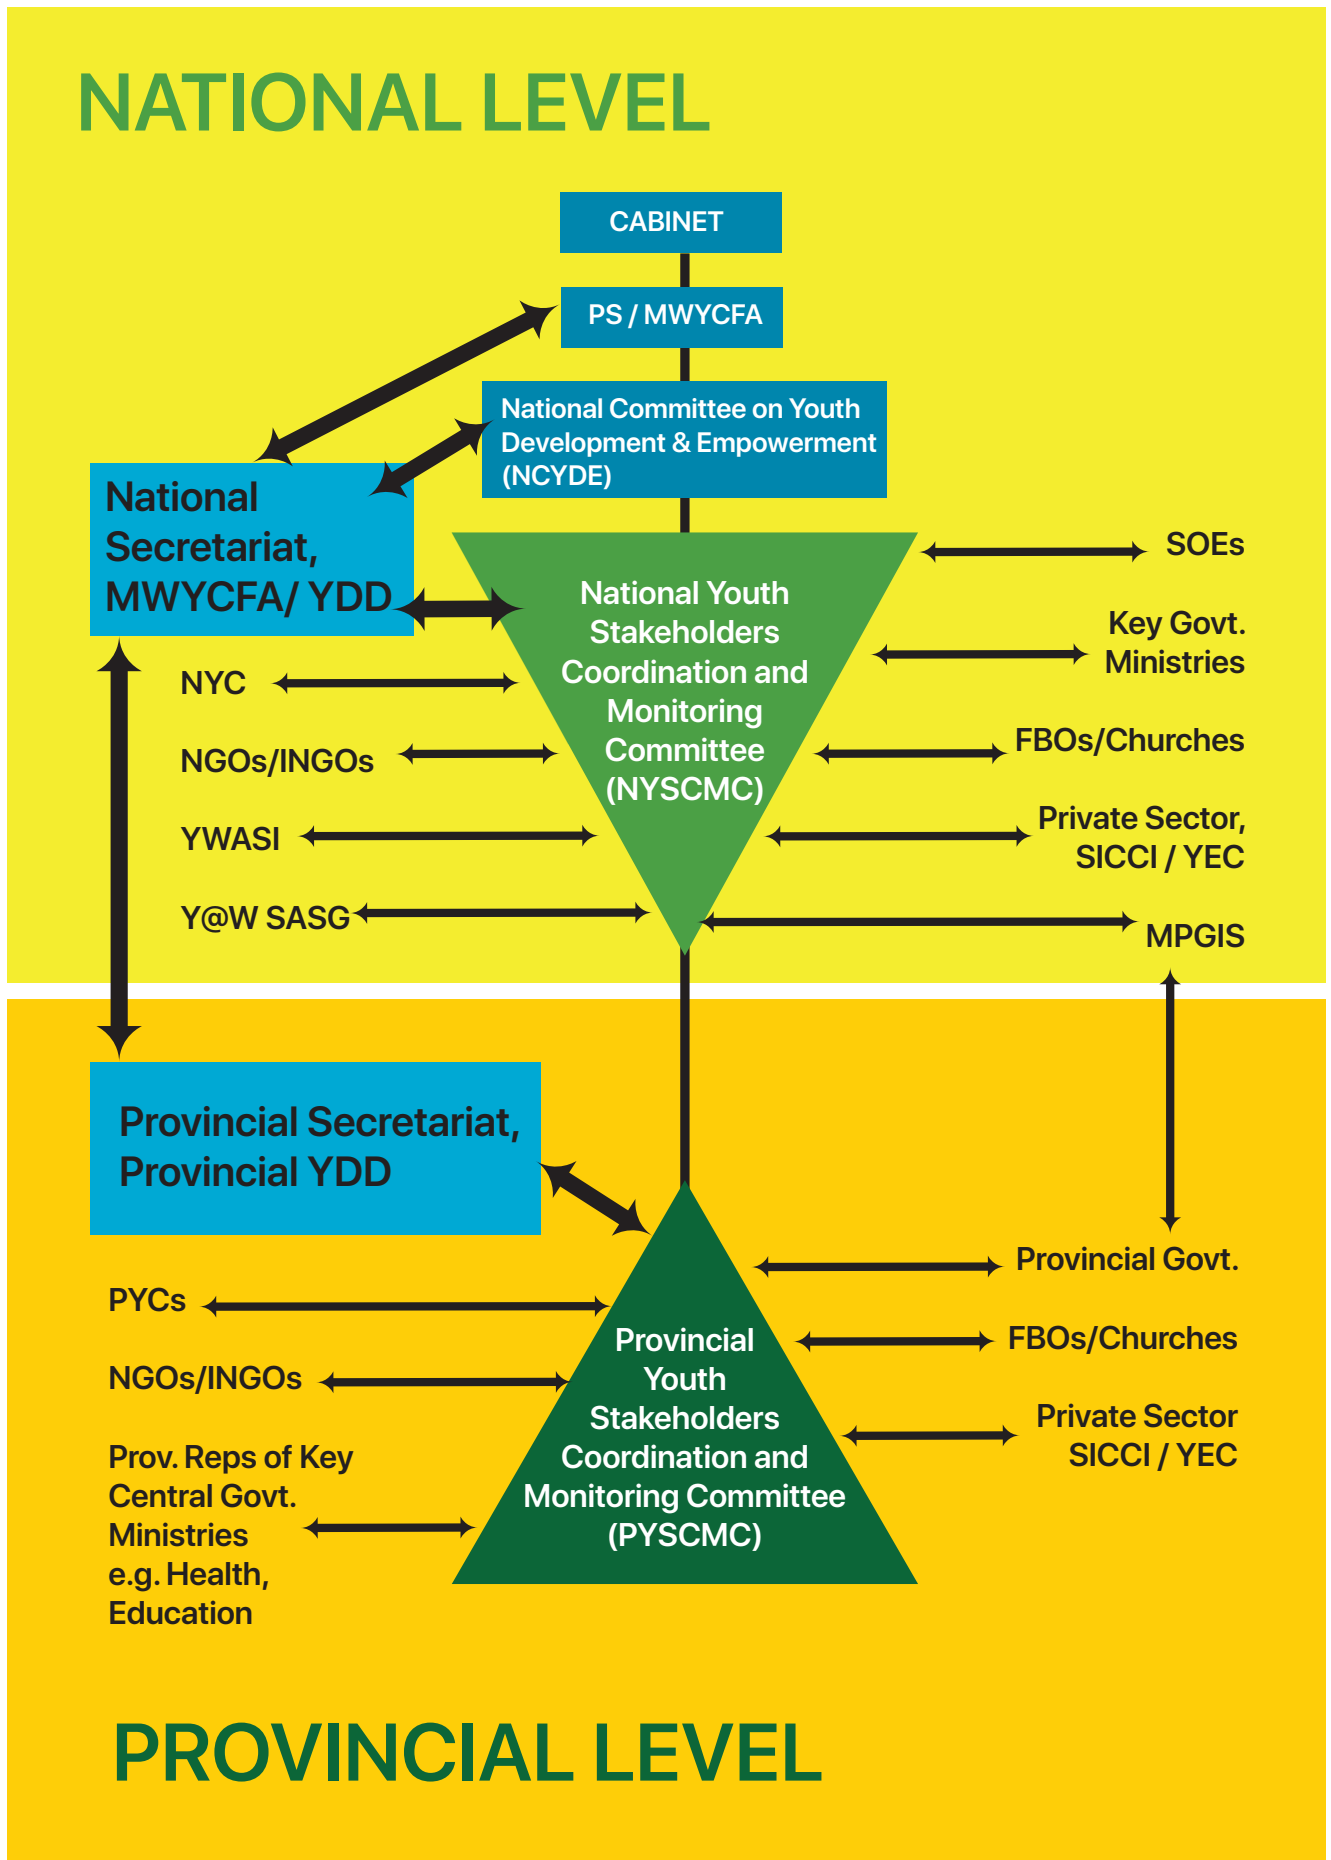 NATIONAL LEVEL
CABINET
PS / MWYCFA
National Committee on Youth
Development & Empowerment
(NCYDE)
National
Secretariat,
MWYCFA/ YDD
National Youth
Stakeholders
Coordination and
Monitoring
Committee
(NYSCMC)
NYC
NGOs/INGOs
YWASI
Y@W SASG
SOEs
Key Govt.
Ministries
FBOs/Churches
Private Sector,
SICCI / YEC
MPGIS
Provincial Secretariat,
Provincial YDD
PYCs
NGOs/INGOs
Prov. Reps of Key
Central Govt.
Ministries
e.g. Health,
Education
Provincial
Youth
Stakeholders
Coordination and
Monitoring Committee
(PYSCMC)
Provincial Govt.
FBOs/Churches
Private Sector
SICCI / YEC
PROVINCIAL LEVEL